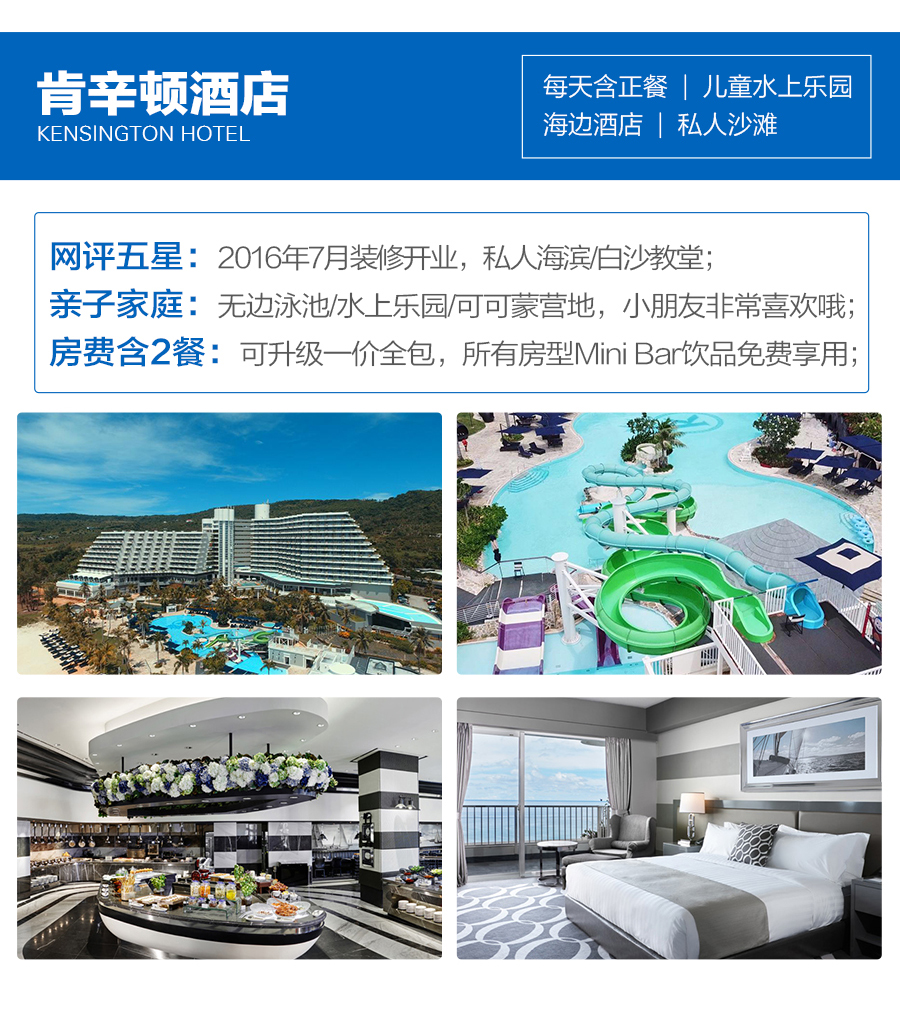 肯辛顿酒店
KENSINGTON HOTEL
每天含正餐｜儿童水上乐园
海边酒店｜私人沙滩
网评五星：2016年7月装修开业，私人海滨/白沙教堂；
亲子家庭：无边泳池/水上乐园/可可蒙营地，小朋友非常喜欢哦；
房费含2餐：可升级一价全包，所有房型Mini Bar饮品免费享用；